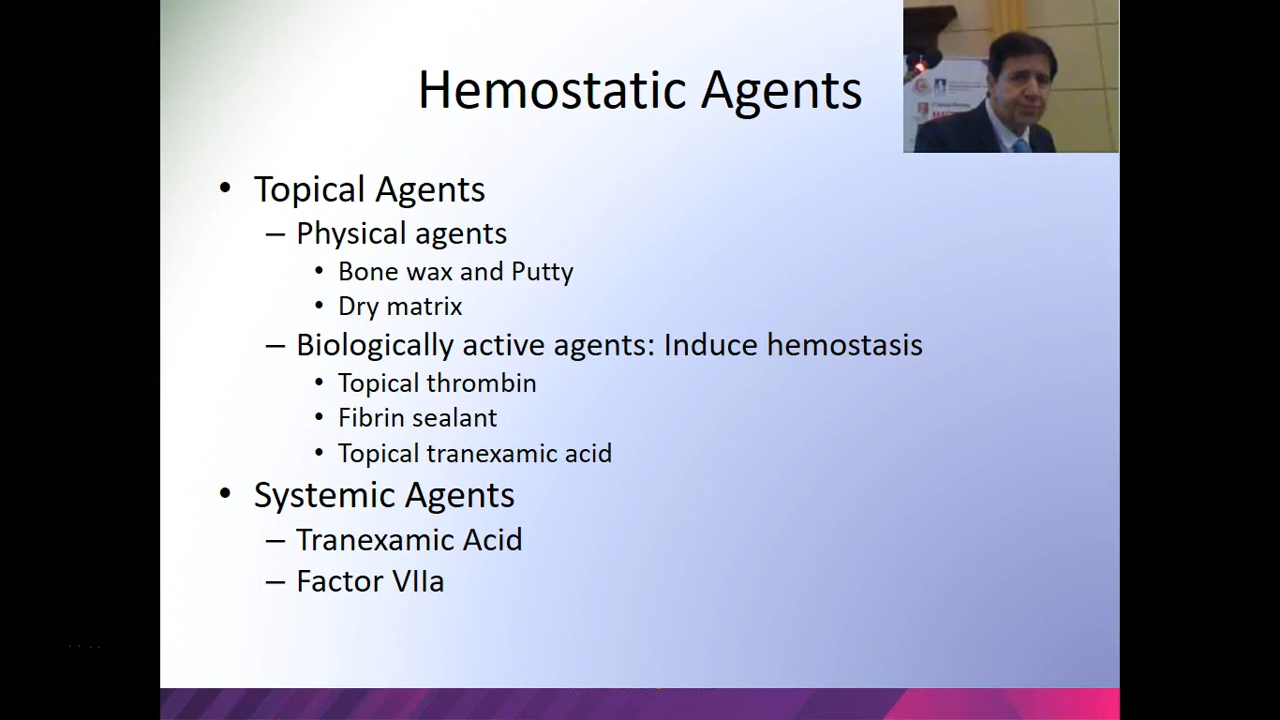 Hemostatic Agents
• Topical Agents
– Physical agents
• Bone wax and Putty
• Dry matrix
– Biologically active agents: Induce hemostasis
• Topical thrombin
• Fibrin sealant
• Topical tranexamic acid
• Systemic Agents
– Tranexamic Acid
– Factor VIIa